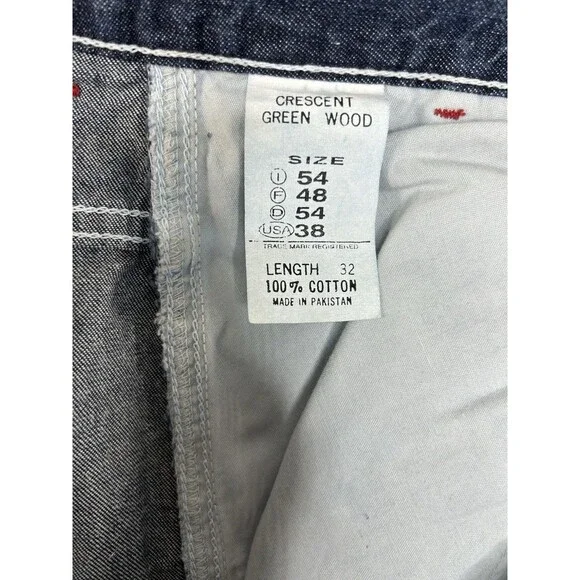 CRESCENT
GREEN WOOD
SIZE
I 54
F 48
D 54
USA 38
TRADE MARK REGISTERED
LENGTH 32
100% COTTON
MADE IN PAKISTAN